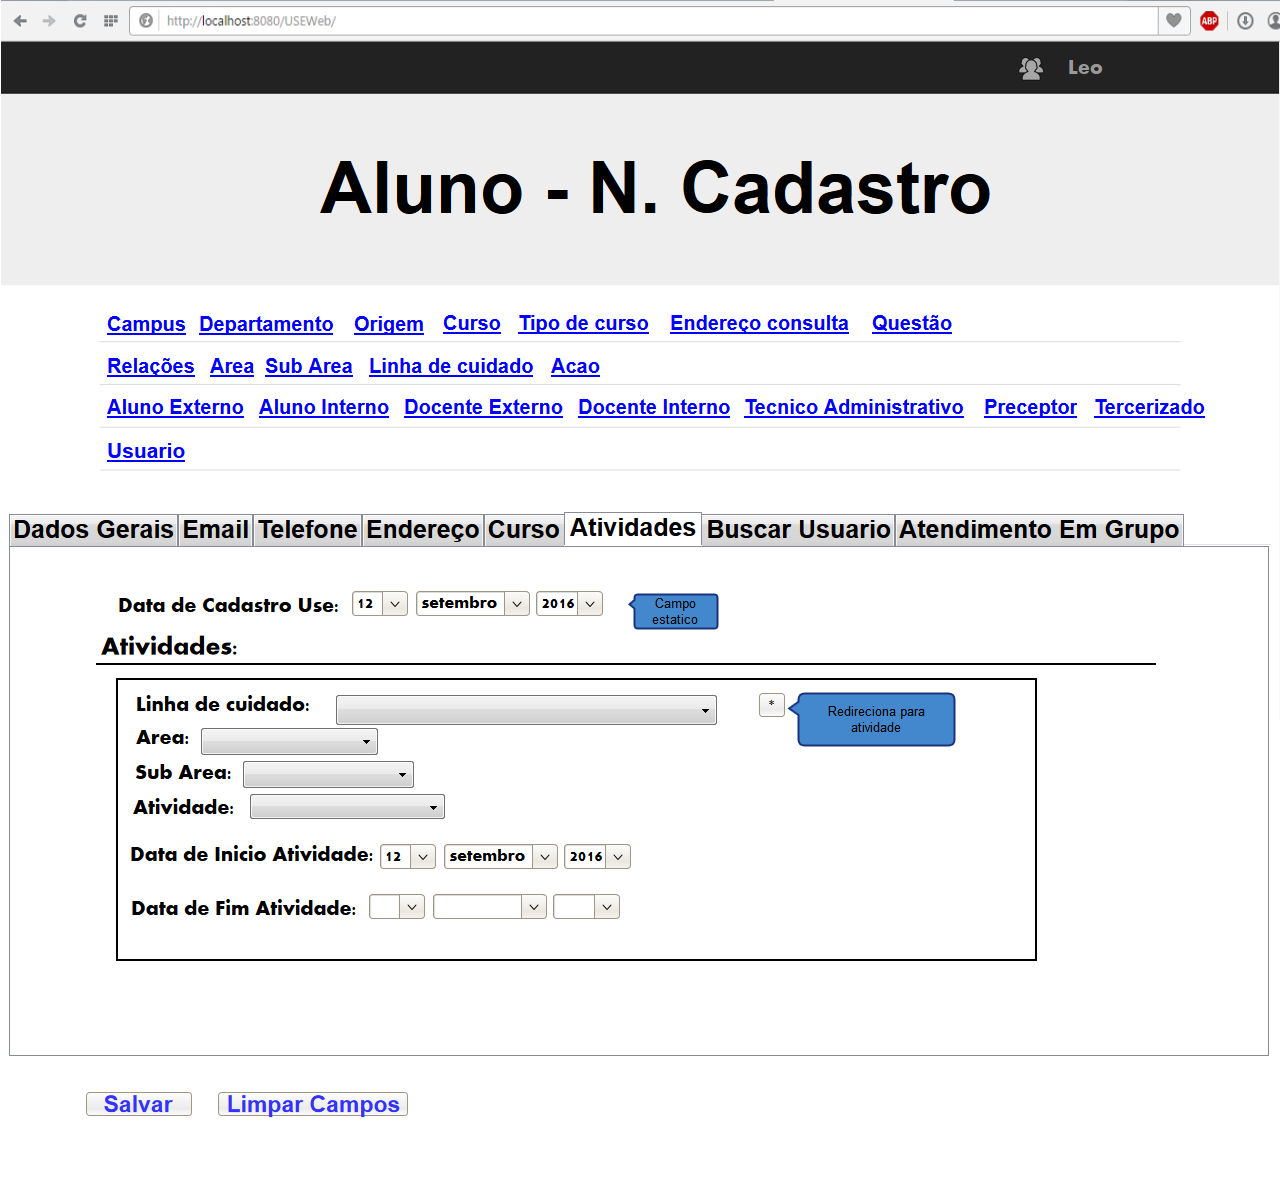 http://localhost:8080/USEWeb/
ABP
Leo
Aluno - N. Cadastro
Campus Departamento Origem Curso Tipo de curso Endereço consulta Questão
Relações Area Sub Area Linha de cuidado Acao
Aluno Externo Aluno Interno Docente Externo Docente Interno Tecnico Administrativo Preceptor Tercerizado
Usuario
Dados Gerais Email Telefone Endereço Curso Atividades Buscar Usuario Atendimento Em Grupo
Data de Cadastro Use: 12 setembro 2016
Campo
estatico
Atividades:
Linha de cuidado: *
Redireciona para
atividade
Area:
Sub Area:
Atividade:
Data de Inicio Atividade: 12 setembro 2016
Data de Fim Atividade:
Salvar Limpar Campos